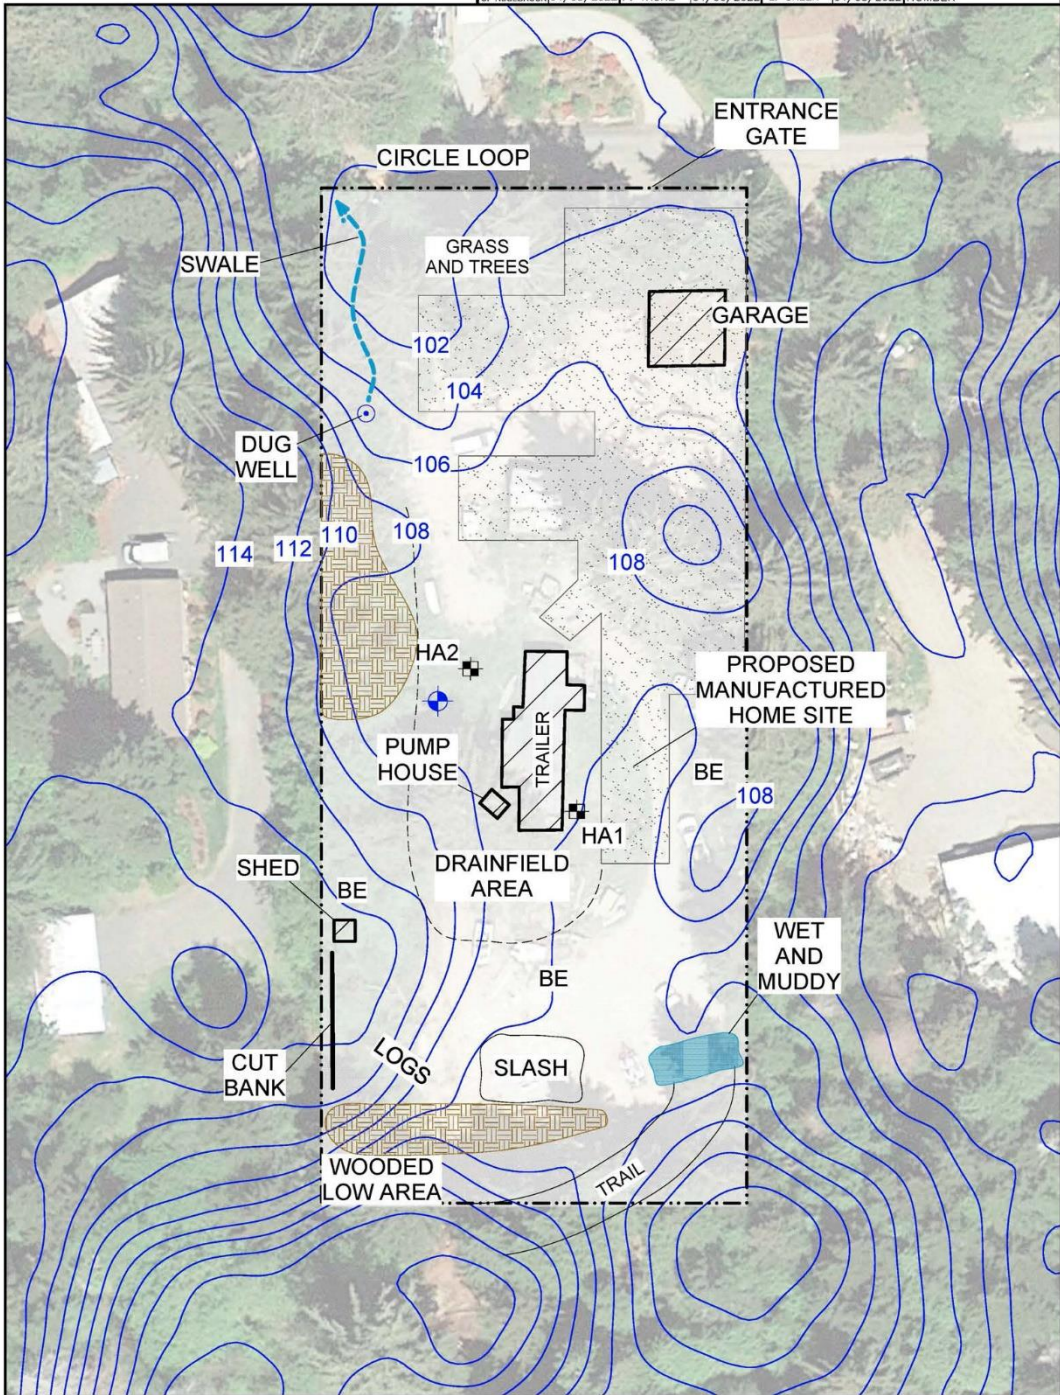 ENTRANCE
GATE
CIRCLE LOOP
SWALE
GRASS
AND TREES
GARAGE
102
104
DUG
WELL
106
114
112
110
108
108
HA2
PROPOSED
MANUFACTURED
HOME SITE
PUMP
HOUSE
TRAILER
BE
108
HA1
DRAINFIELD
AREA
SHED
BE
WET
AND
MUDDY
BE
CUT
BANK
LOGS
SLASH
WOODED
LOW AREA
TRAIL